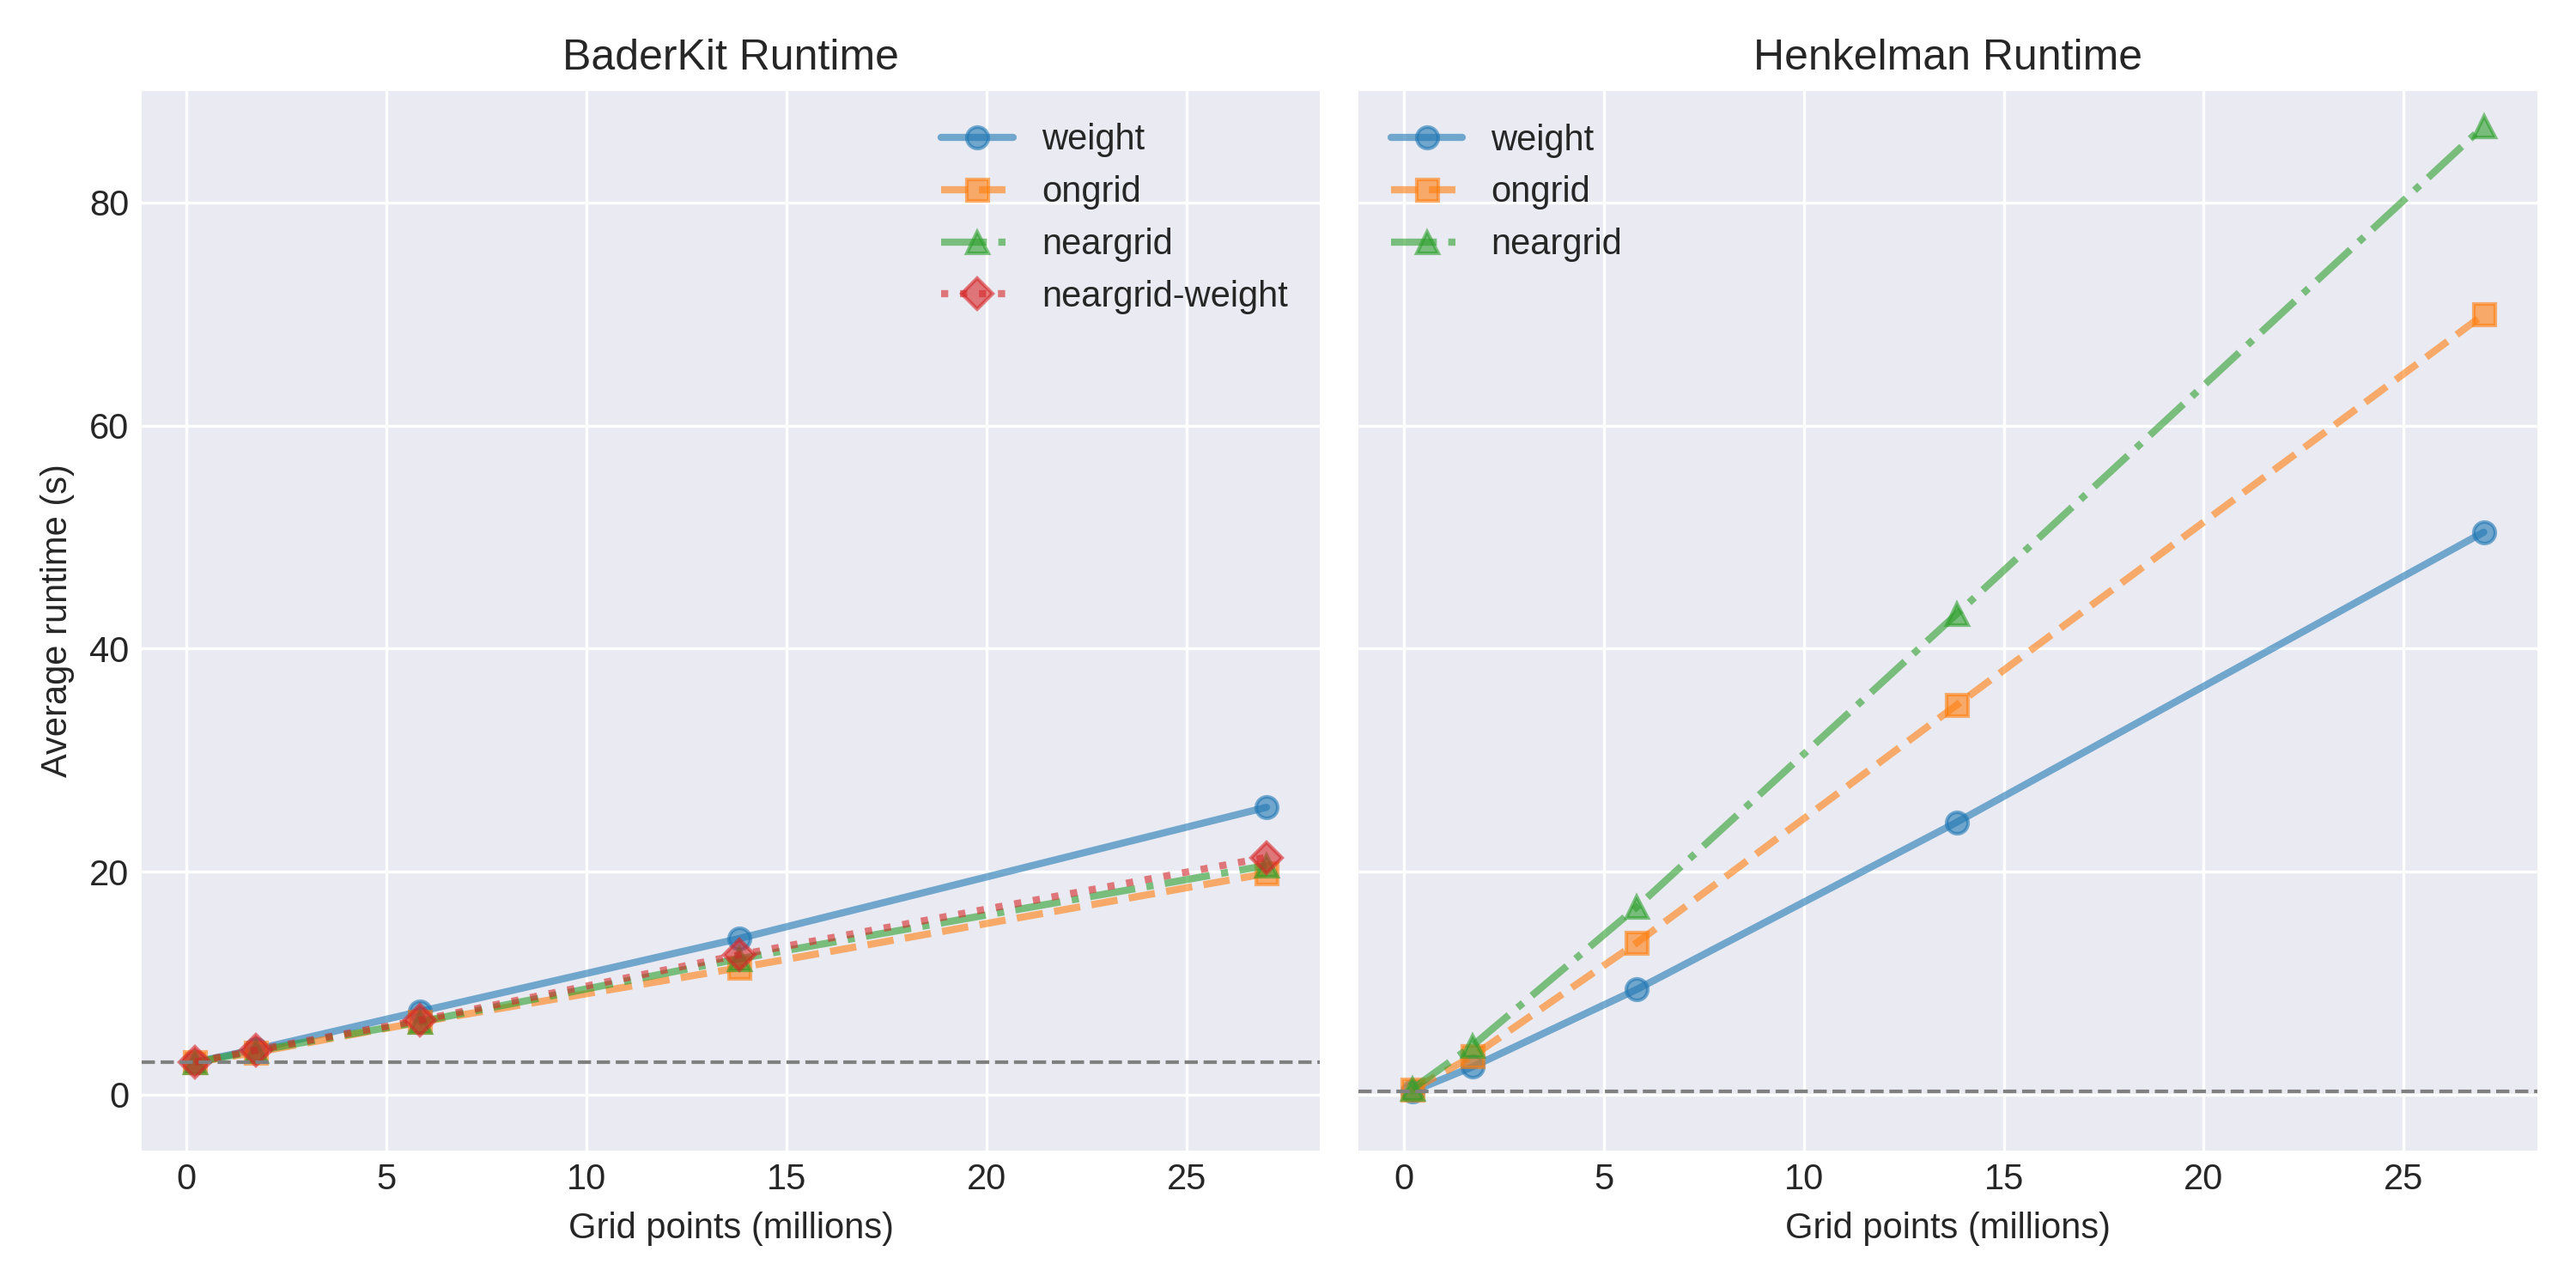 BaderKit Runtime
Average runtime (s)
80
60
40
20
0
weight
ongrid
neargrid
neargrid-weight
0 5 10 15 20 25
Grid points (millions)
Henkelman Runtime
weight
ongrid
neargrid
0 5 10 15 20 25
Grid points (millions)